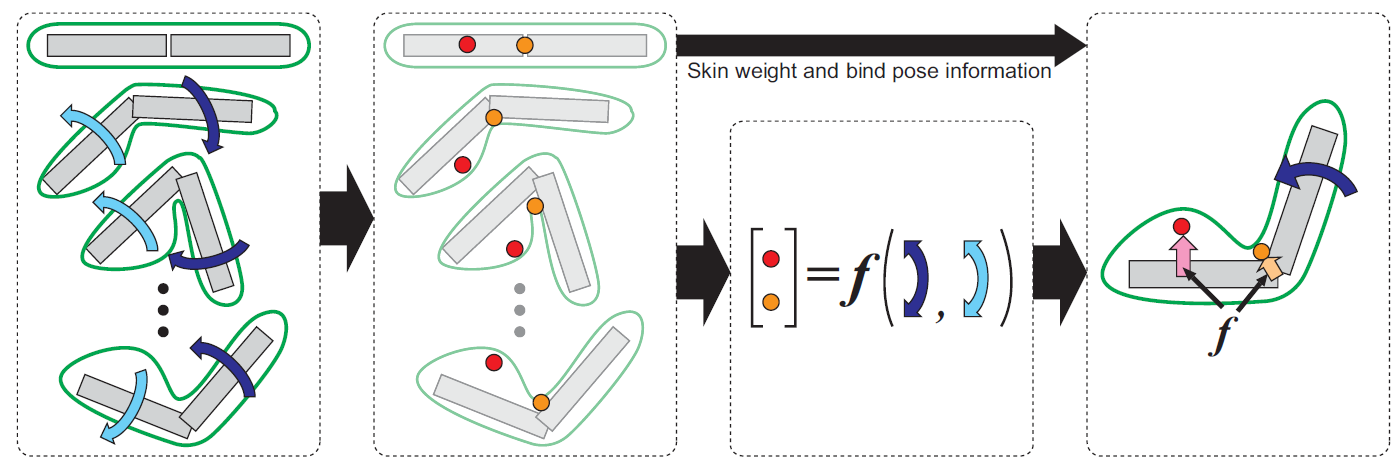 Skin weight and bind pose information
= f ( , )
f